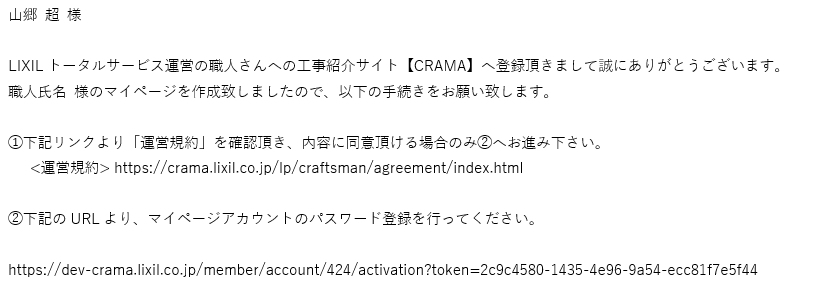 山郷 超 様
LIXIL トータルサービス運営の職人さんへの工事紹介サイト【CRAMA】へ登録頂きまして誠にありがとうございます。
職人氏名 様のマイページを作成致しましたので、以下の手続きをお願い致します。
①下記リンクより「運営規約」を確認頂き、内容に同意頂ける場合のみ②へお進み下さい。
<運営規約> https://crama.lixil.co.jp/lp/craftsman/agreement/index.html
②下記の URL より、マイページアカウントのパスワード登録を行ってください。
https://dev-crama.lixil.co.jp/member/account/424/activation?token=2c9c4580-1435-4e96-9a54-ecc81f7e5f44